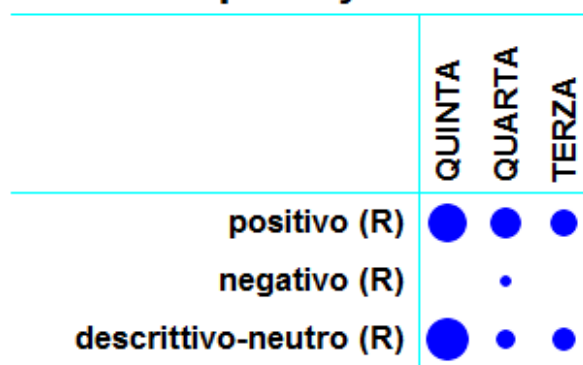 QUINTA QUARTA TERZA
positivo (R)
negativo (R)
descrittivo-neutro (R)